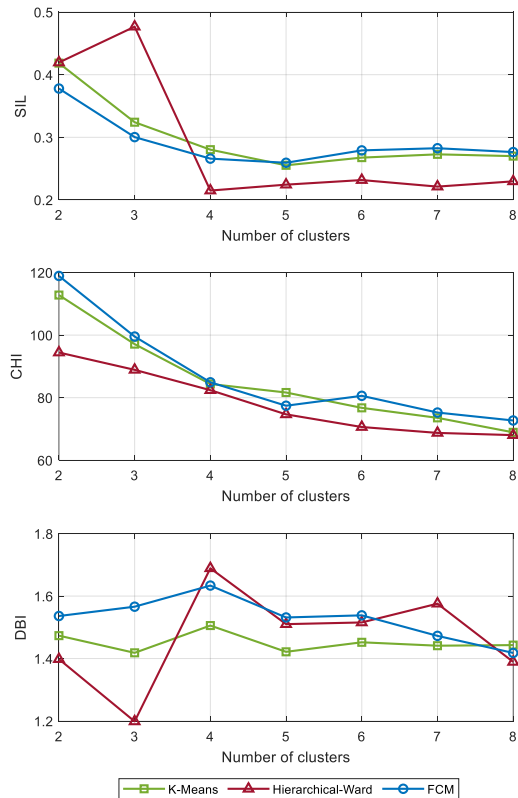 0.5
0.4
0.3
0.2
SIL
2 3 4 5 6 7 8
Number of clusters
120
100
80
60
CHI
2 3 4 5 6 7 8
Number of clusters
1.8
1.6
1.4
1.2
DBI
2 3 4 5 6 7 8
Number of clusters
K-Means Hierarchical-Ward FCM